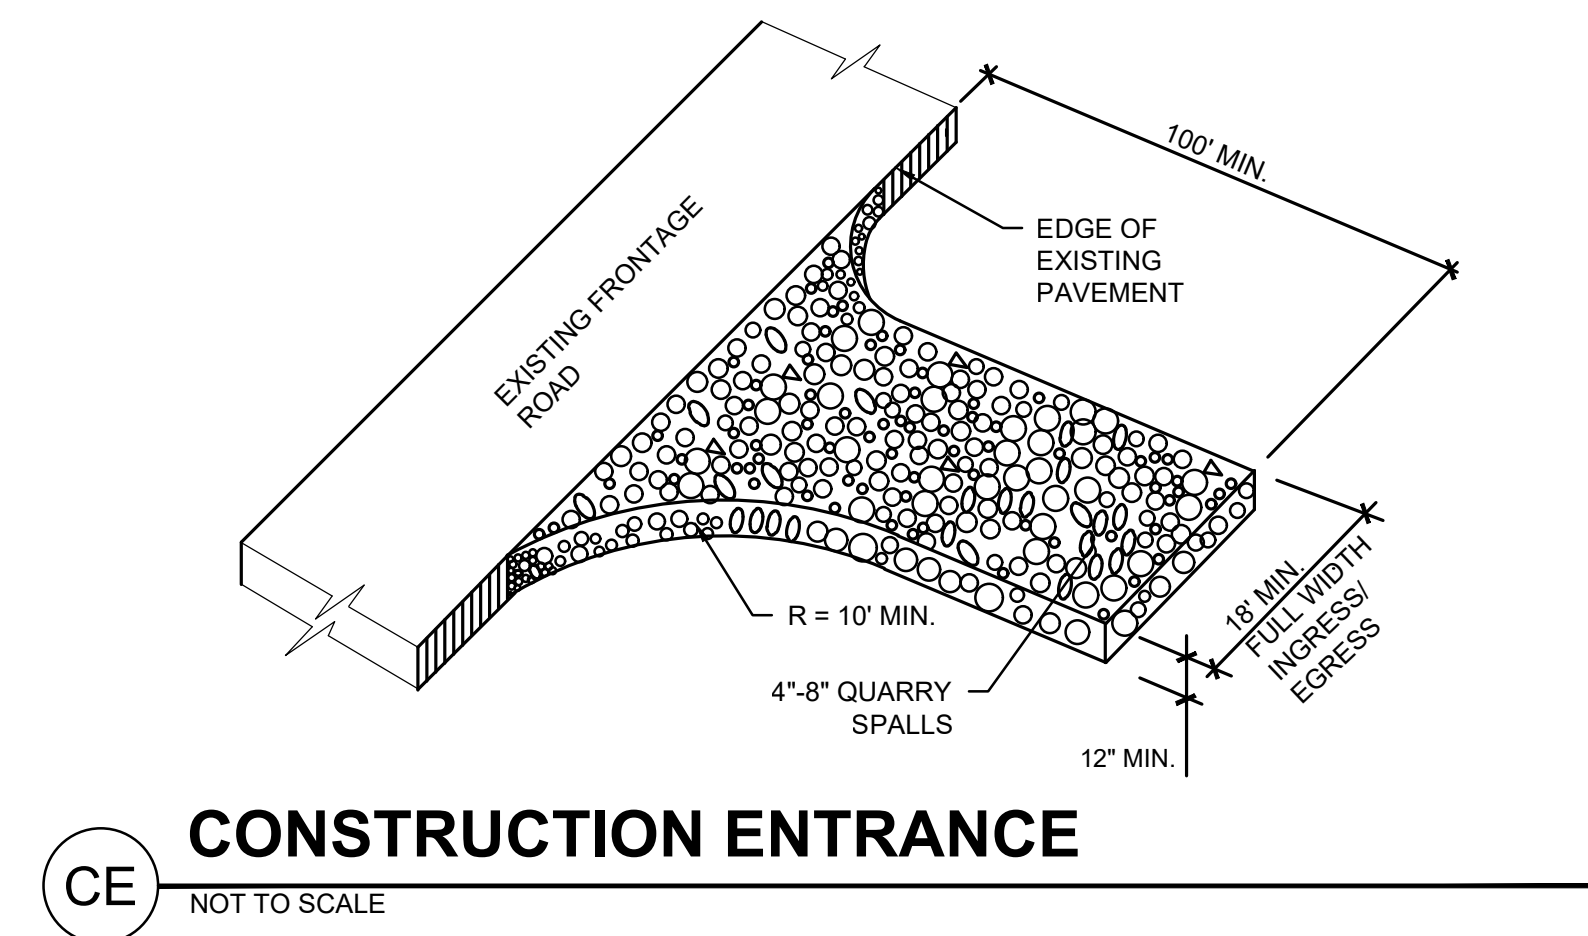 100' MIN.
EDGE OF
EXISTING
PAVEMENT
EXISTING FRONTAGE
ROAD
R = 10' MIN.
18' MIN.
FULL WIDTH
INGRESS/
EGRESS
4"-8" QUARRY
SPALLS
12" MIN.
CONSTRUCTION ENTRANCE
CE
NOT TO SCALE